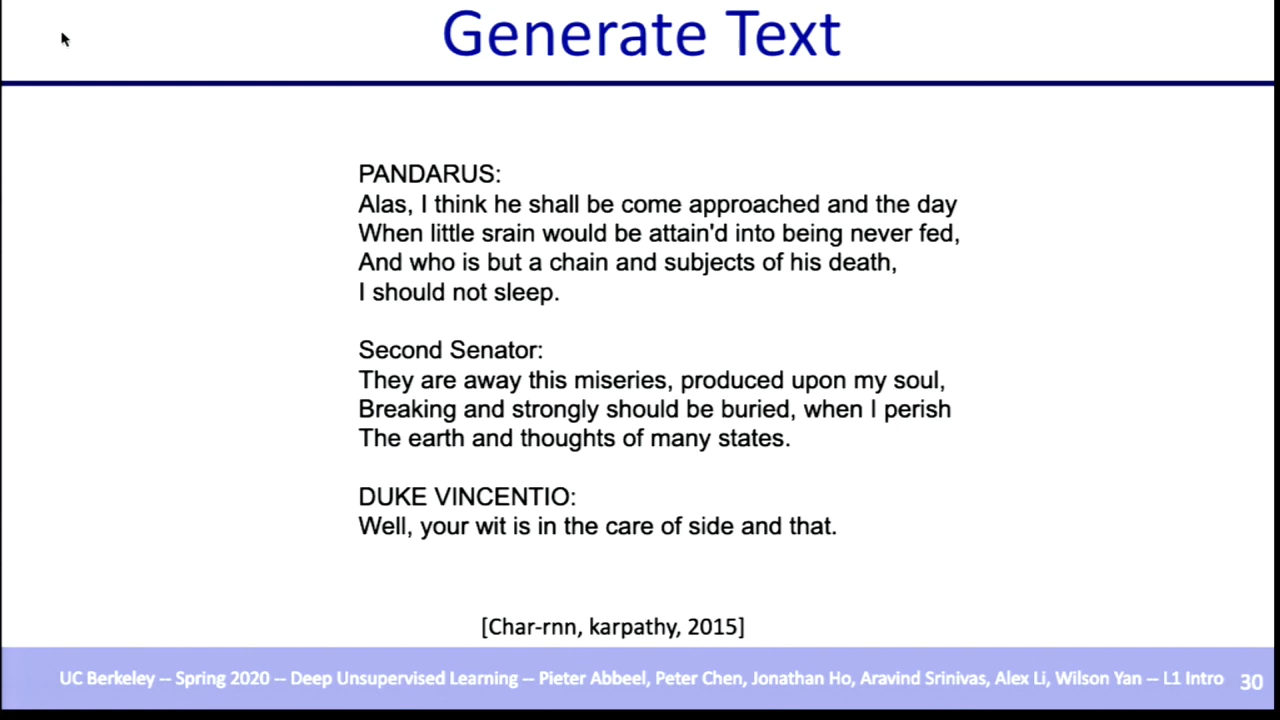 Generate Text
PANDARUS:
Alas, I think he shall be come approached and the day
When little srain would be attain'd into being never fed,
And who is but a chain and subjects of his death,
I should not sleep.
Second Senator:
They are away this miseries, produced upon my soul,
Breaking and strongly should be buried, when I perish
The earth and thoughts of many states.
DUKE VINCENTIO:
Well, your wit is in the care of side and that.
[Char-rnn, karpathy, 2015]
UC Berkeley -- Spring 2020 -- Deep Unsupervised Learning -- Pieter Abbeel, Peter Chen, Jonathan Ho, Aravind Srinivas, Alex Li, Wilson Yan -- L1 Intro 30